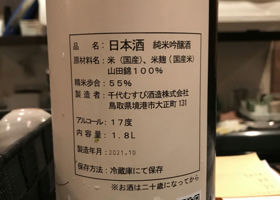 品名：日本酒 純米吟醸酒
原材料名：米（国産）、米麹（国産米）
山田錦100％
精米歩合：55％
製造者：千代むすび酒造株式会社
鳥取県境港市大正町131
アルコール：17度
内容量：1.8L
製造年月：2021.10
保存方法：冷蔵庫にて保存
※お酒は二十歳になってから